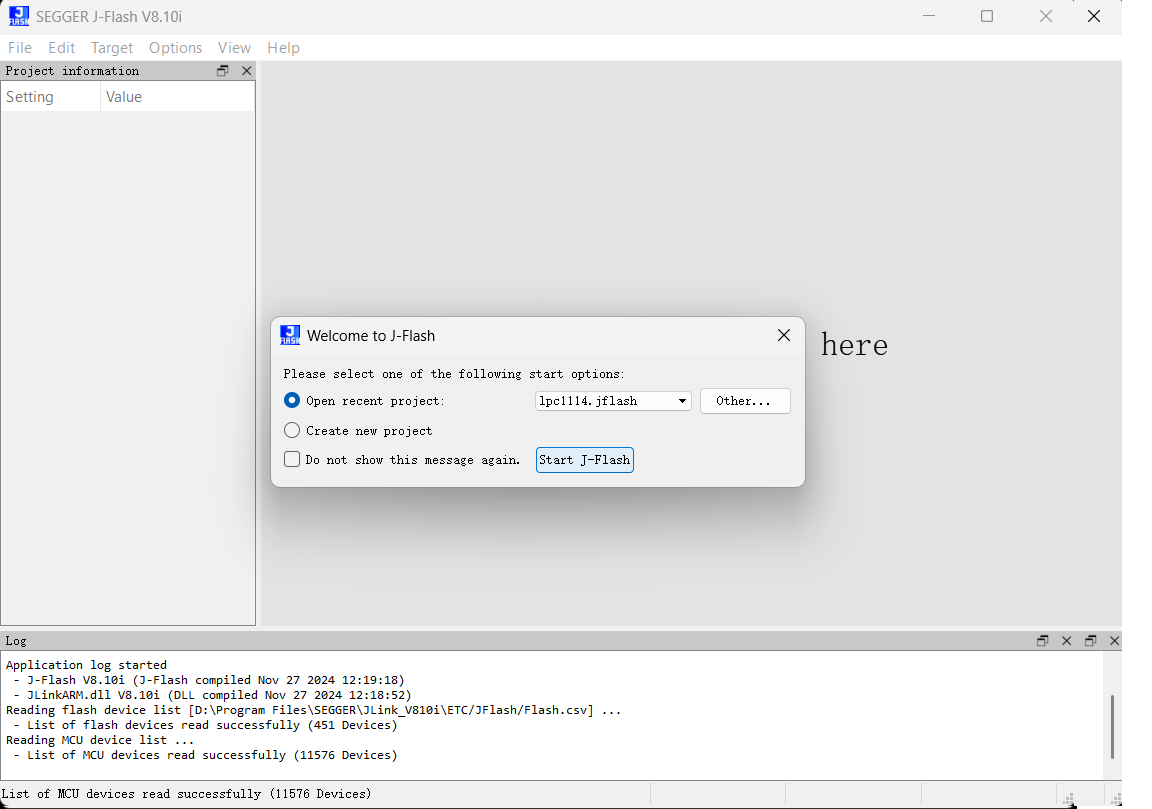 SEGGER J-Flash V8.10i
File Edit Target Options View Help
Project information
Setting Value
here
J FLASH
Welcome to J-Flash
Please select one of the following start options:
Open recent project: lpc1114.jflash Other...
Create new project
Do not show this message again. Start J-Flash
Log
Application log started
- J-Flash V8.10i (J-Flash compiled Nov 27 2024 12:19:18)
- JLinkARM.dll V8.10i (DLL compiled Nov 27 2024 12:18:52)
Reading flash device list [D:\Program Files\SEGGER\JLink_V810i\ETC/JFlash/Flash.csv] ...
- List of flash devices read successfully (451 Devices)
Reading MCU device list ...
- List of MCU devices read successfully (11576 Devices)
List of MCU devices read successfully (11576 Devices)